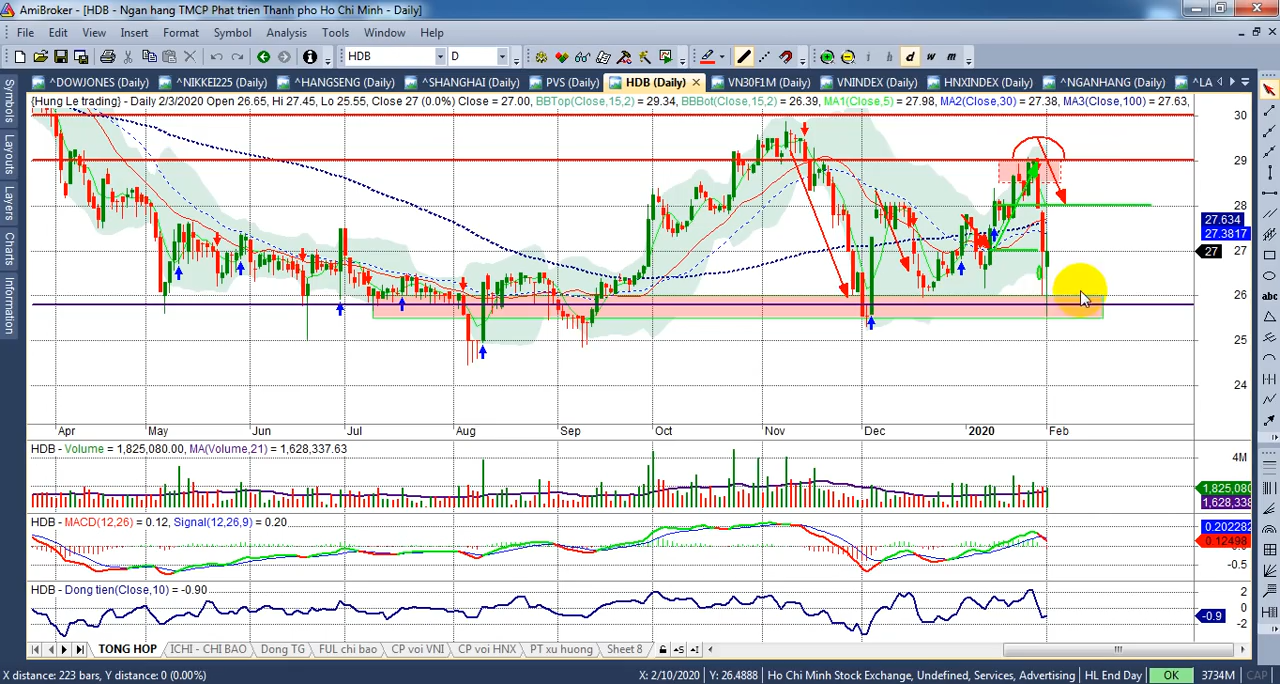 AmiBroker - [HDB - Ngan hang TMCP Phat trien Thanh pho Ho Chi Minh - Daily]
File Edit View Insert Format Symbol Analysis Tools Window Help
HDB D i h d w m
^DOWJONES (Daily) ^NIKKEI225 (Daily) ^HANGSENG (Daily) ^SHANGHAI (Daily) PVS (Daily) HDB (Daily) VN30F1M (Daily) VNIINDEX (Daily) HNXINDEX (Daily) ^NGANHANG (Daily) ^LA
{Hung Le trading} - Daily 2/3/2020 Open 26.65, Hi 27.45, Lo 25.55, Close 27 (0.0%) Close = 27.00, BBTop(Close,15,2) = 29.34, BBBot(Close,15,2) = 26.39, MA1(Close,5) = 27.98, MA2(Close,30) = 27.38, MA3(Close,100) = 27.63,
Symbols
Layouts
Layers
Charts
Information
30
29
28
27.634
27.3817
27
27
26
25
24
abc
Apr May Jun Jul Aug Sep Oct Nov Dec 2020 Feb
HDB - Volume = 1,825,080.00, MA(Volume,21) = 1,628,337.63
4M
1,825,080
1,628,338
HDB - MACD(12,26) = 0.12, Signal(12,26,9) = 0.20
0.202282
0.12498
-0.5
HDB - Dong tien(Close,10) = -0.90
2
0
-0.9
-2
TONG HOP ICHI - CHI BAO Dong TG FUL chi bao CP voi VNI CP voi HNX PT xu huong Sheet 8
X distance: 223 bars, Y distance: 0 (0.00%) X: 2/10/2020 Y: 26.4888 Ho Chi Minh Stock Exchange, Undefined, Services, Advertising HL End Day OK 3734M CAP